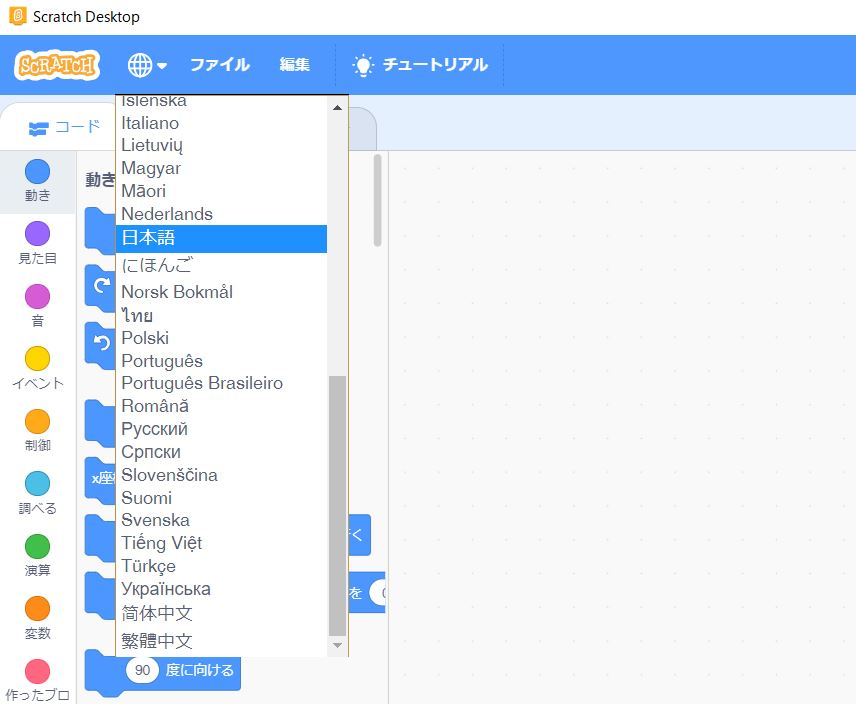 Scratch Desktop
SCRATCH ファイル 編集 チュートリアル
コード
動き
見た目
音
イベント
制御
調べる
演算
変数
作ったブロ
動き
Íslenska
Italiano
Lietuvių
Magyar
Māori
Nederlands
日本語
にほんご
Norsk Bokmål
ไทย
Polski
Português
Português Brasileiro
Română
Русский
Српски
Slovenščina
Suomi
Svenska
Tiếng Việt
Türkçe
Українська
简体中文
繁體中文
x座
く
を
90 度に向ける